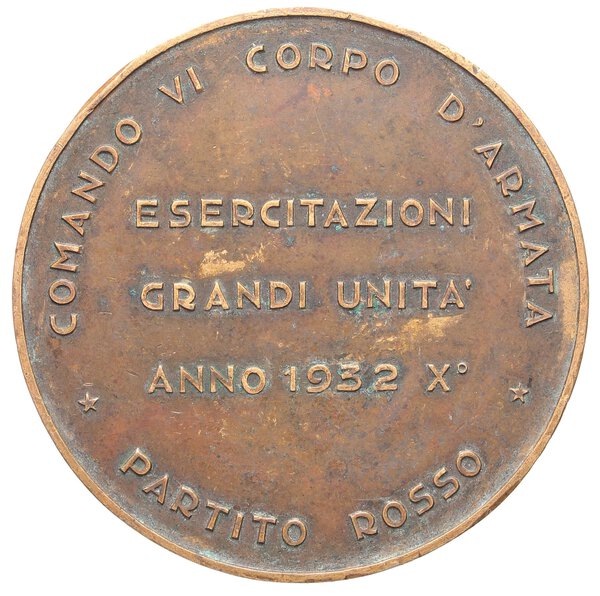 COMANDO VI CORPO D'ARMATA
ESERCITAZIONI
GRANDI UNITA'
ANNO 1932 X°
PARTITO ROSSO